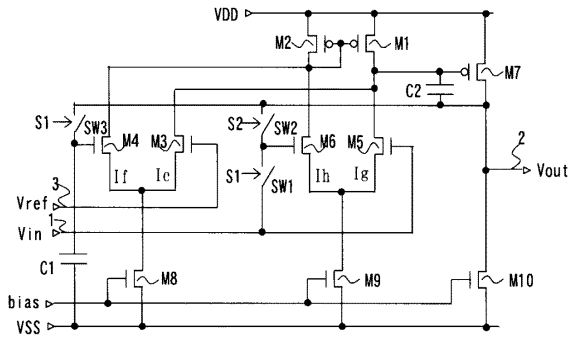 VDD
M2
M1
M7
C2
S1
SW3
M4
M3
S2
SW2
M6
M5
2
S1
SW1
If
Ic
Ih
Ig
Vout
3
Vref
1
Vin
C1
M8
M9
M10
bias
VSS